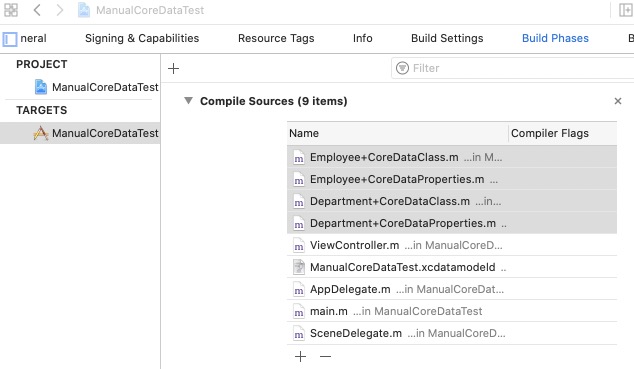 ManualCoreDataTest
neral Signing & Capabilities Resource Tags Info Build Settings Build Phases B
PROJECT
ManualCoreDataTest
TARGETS
ManualCoreDataTest
+ Filter
Compile Sources (9 items) ×
Name Compiler Flags
m Employee+CoreDataClass.m ...in M...
m Employee+CoreDataProperties.m ...
m Department+CoreDataClass.m ...in...
m Department+CoreDataProperties.m ..
m ViewController.m ...in ManualCoreD...
ManualCoreDataTest.xcdatamodeld ..
m AppDelegate.m ...in ManualCoreDat...
m main.m ...in ManualCoreDataTest
m SceneDelegate.m ...in ManualCoreD...
+ −